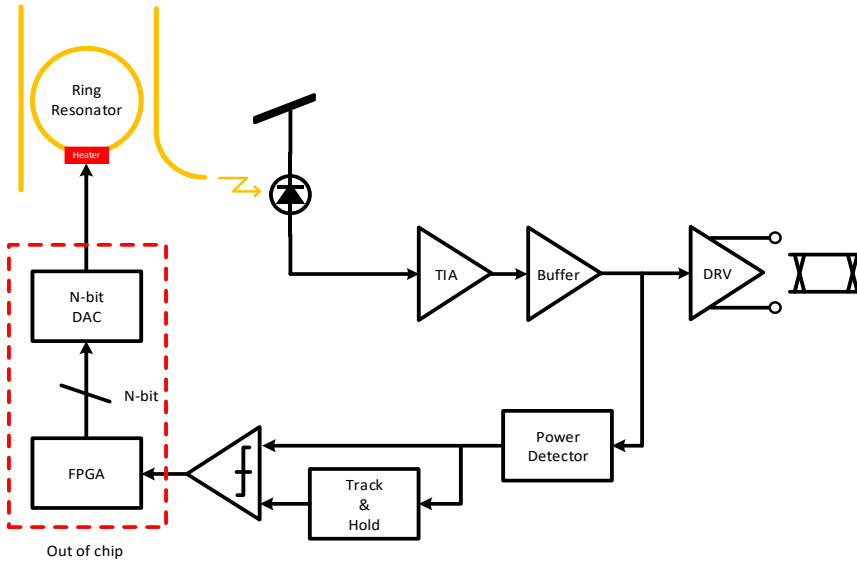 Ring
Resonator
Heater
TIA
Buffer
DRV
N-bit
DAC
N-bit
Power
Detector
FPGA
Track
&
Hold
Out of chip